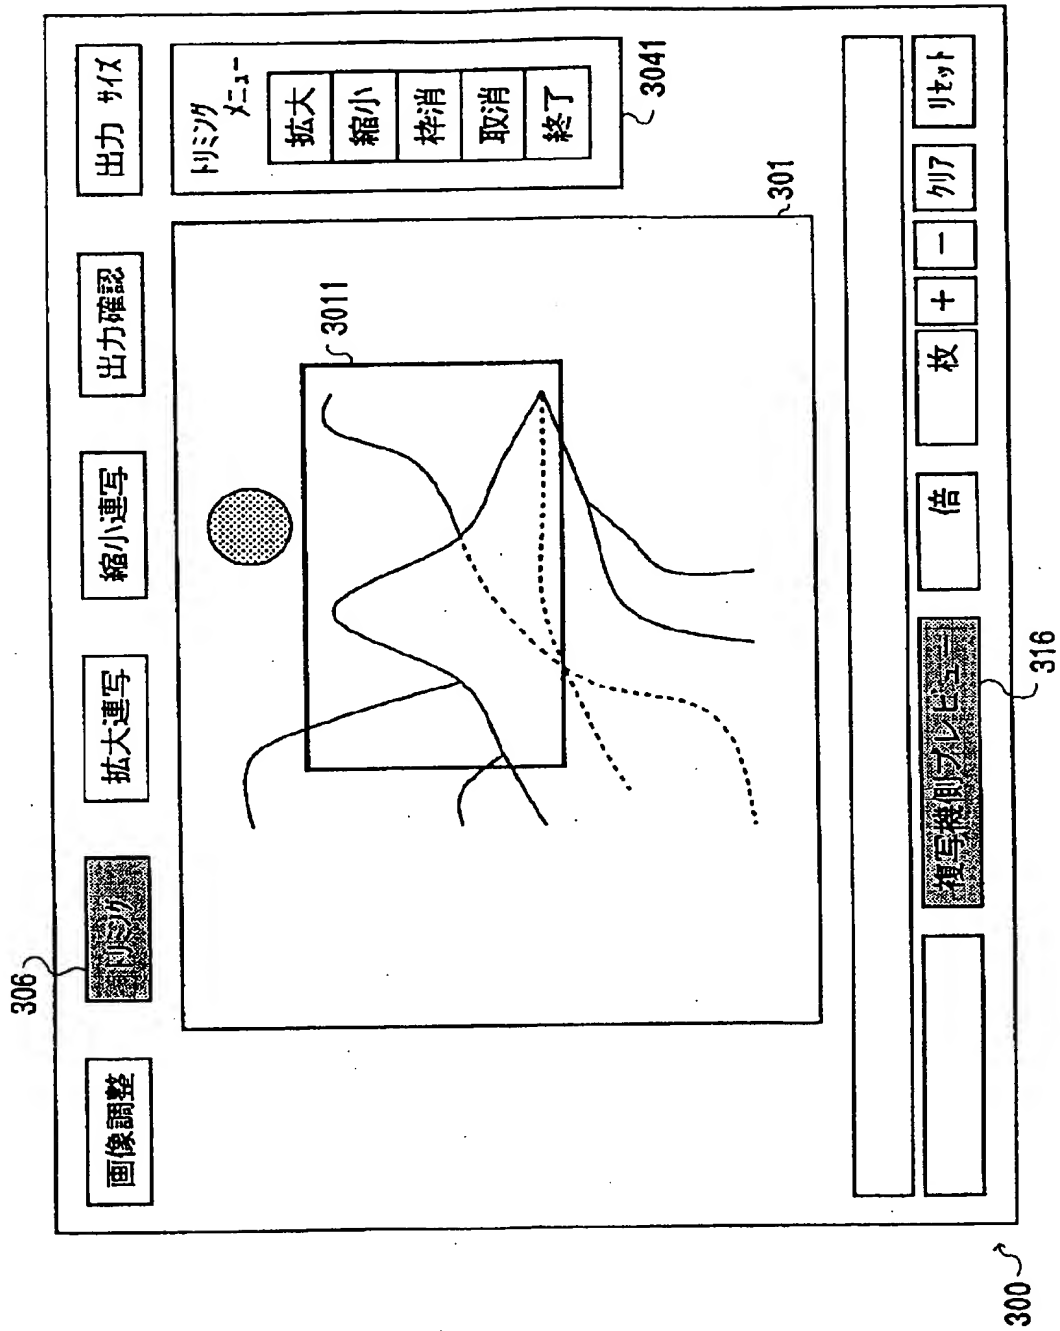 画像調整
トリミング
拡大連写
縮小連写
出力確認
出力 サイズ
306
トリミング
メニュー
拡大
縮小
枠消
取消
終了
3041
3011
301
複写機側プレビュー
倍
枚
+
−
クリア
リセット
316
300